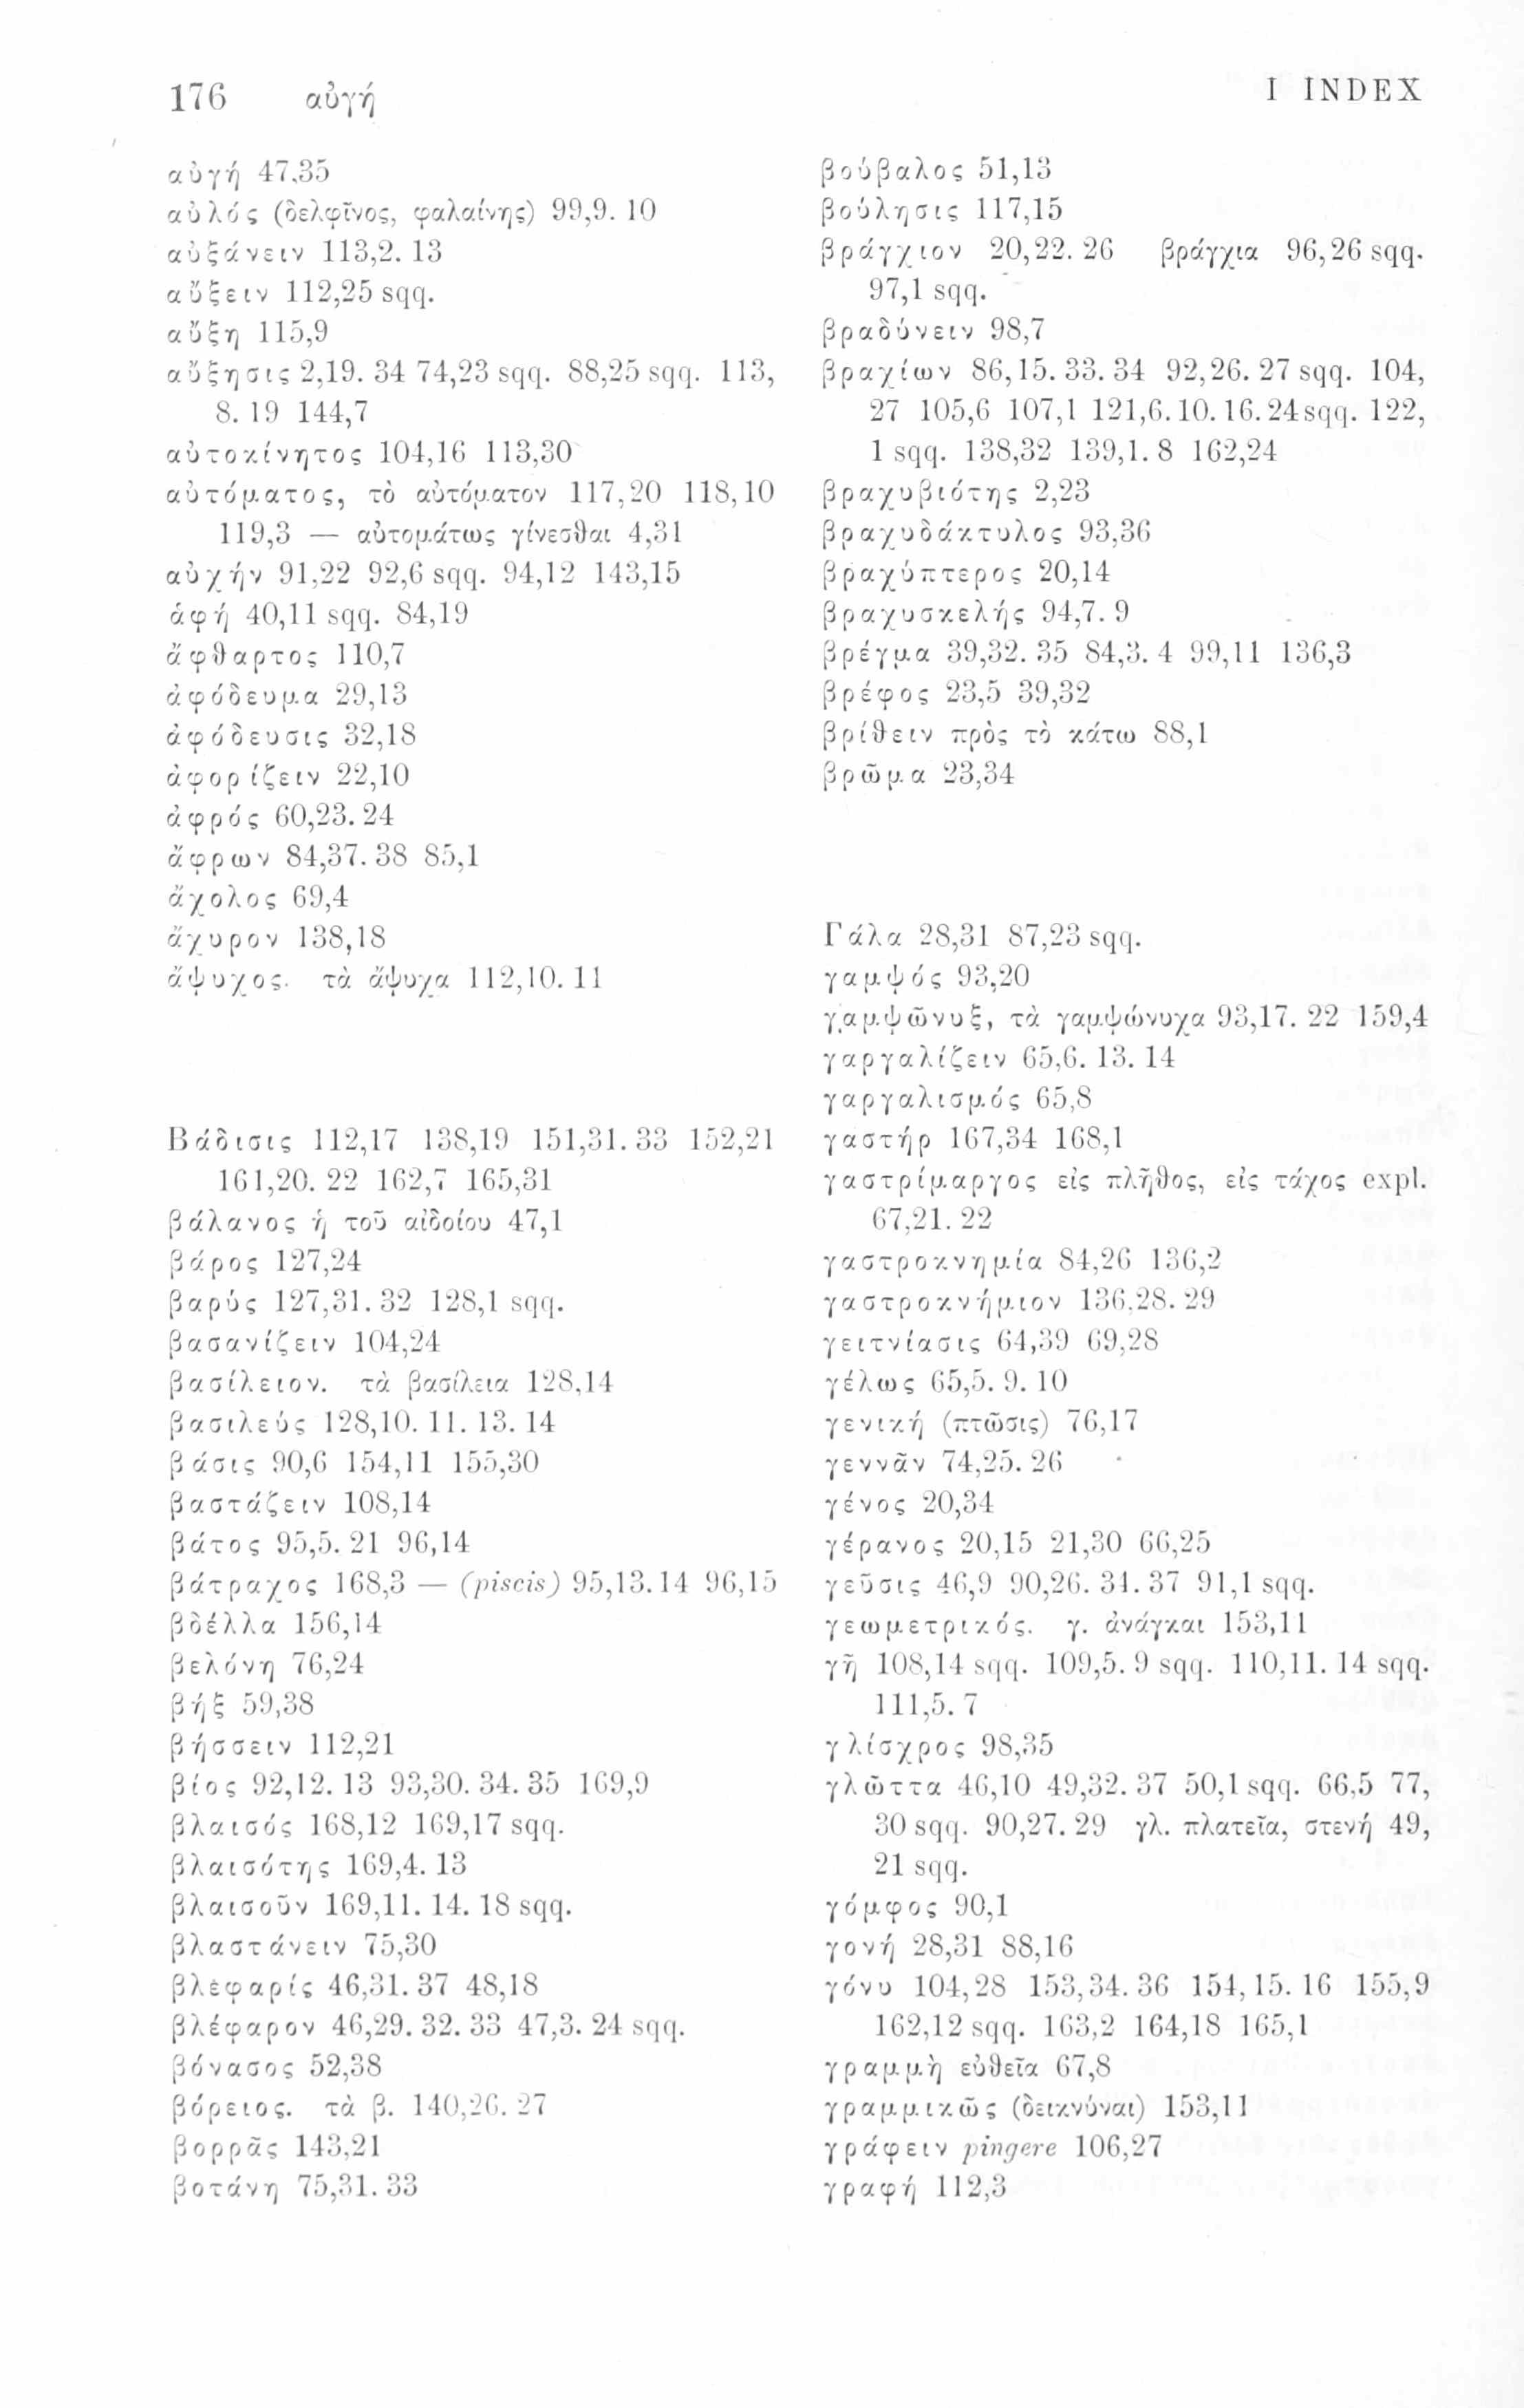 176 αὐγή I INDEX
αὐγή 47,35
αὐλός (δελφῖνος, φαλαίνης) 99,9. 10
αὐξάνειν 113,2. 13
αὔξειν 112,25 sqq.
αὔξη 115,9
αὔξησις 2,19. 34 74,23 sqq. 88,25 sqq. 113,
8. 19 144,7
αὐτοκίνητος 104,16 113,30
αὐτόματος, τὸ αὐτόματον 117,20 118,10
119,3 — αὐτομάτως γίνεσθαι 4,31
αὐχήν 91,22 92,6 sqq. 94,12 143,15
ἁφή 40,11 sqq. 84,19
ἄφθαρτος 110,7
ἀφόδευμα 29,13
ἀφόδευσις 32,18
ἀφορίζειν 22,10
ἀφρός 60,23. 24
ἄφρων 84,37. 38 85,1
ἄχολος 69,4
ἄχυρον 138,18
ἄψυχος. τὰ ἄψυχα 112,10. 11
Βάδισις 112,17 138,19 151,31. 33 152,21
161,20. 22 162,7 165,31
βάλανος ἡ τοῦ αἰδοίου 47,1
βάρος 127,24
βαρύς 127,31. 32 128,1 sqq.
βασανίζειν 104,24
βασίλειον. τὰ βασίλεια 128,14
βασιλεύς 128,10. 11. 13. 14
βάσις 90,6 154,11 155,30
βαστάζειν 108,14
βάτος 95,5. 21 96,14
βάτραχος 168,3 — (piscis) 95,13. 14 96,15
βδέλλα 156,14
βελόνη 76,24
βήξ 59,38
βήσσειν 112,21
βίος 92,12. 13 93,30. 34. 35 169,9
βλαισός 168,12 169,17 sqq.
βλαισότης 169,4. 13
βλαισοῦν 169,11. 14. 18 sqq.
βλαστάνειν 75,30
βλεφαρίς 46,31. 37 48,18
βλέφαρον 46,29. 32. 33 47,3. 24 sqq.
βόνασος 52,38
βόρειος. τὰ β. 140,26. 27
βορρᾶς 143,21
βοτάνη 75,31. 33
βούβαλος 51,13
βούλησις 117,15
βράγχιον 20,22. 26 βράγχια 96,26 sqq.
97,1 sqq.
βραδύνειν 98,7
βραχίων 86,15. 33. 34 92,26. 27 sqq. 104,
27 105,6 107,1 121,6. 10. 16. 24 sqq. 122,
1 sqq. 138,32 139,1. 8 162,24
βραχυβιότης 2,23
βραχυδάκτυλος 93,36
βραχύπτερος 20,14
βραχυσκελής 94,7. 9
βρέγμα 39,32. 35 84,3. 4 99,11 136,3
βρέφος 23,5 39,32
βρίθειν πρὸς τὸ κάτω 88,1
βρῶμα 23,34
Γάλα 28,31 87,23 sqq.
γαμψός 93,20
γαμψῶνυξ, τὰ γαμψώνυχα 93,17. 22 159,4
γαργαλίζειν 65,6. 13. 14
γαργαλισμός 65,8
γαστήρ 167,34 168,1
γαστρίμαργος εἰς πλῆθος, εἰς τάχος expl.
67,21. 22
γαστροκνημία 84,26 136,2
γαστροκνήμιον 136,28. 29
γειτνίασις 64,39 69,28
γέλως 65,5. 9. 10
γενική (πτῶσις) 76,17
γεννᾶν 74,25. 26
γένος 20,34
γέρανος 20,15 21,30 66,25
γεῦσις 46,9 90,26. 34. 37 91,1 sqq.
γεωμετρικός. γ. ἀνάγκαι 153,11
γῆ 108,14 sqq. 109,5. 9 sqq. 110,11. 14 sqq.
111,5. 7
γλίσχρος 98,35
γλῶττα 46,10 49,32. 37 50,1 sqq. 66,5 77,
30 sqq. 90,27. 29 γλ. πλατεῖα, στενή 49,
21 sqq.
γόμφος 90,1
γονή 28,31 88,16
γόνυ 104,28 153,34. 36 154,15. 16 155,9
162,12 sqq. 163,2 164,18 165,1
γραμμὴ εὐθεῖα 67,8
γραμμικῶς (δεικνύναι) 153,11
γράφειν pingere 106,27
γραφή 112,3